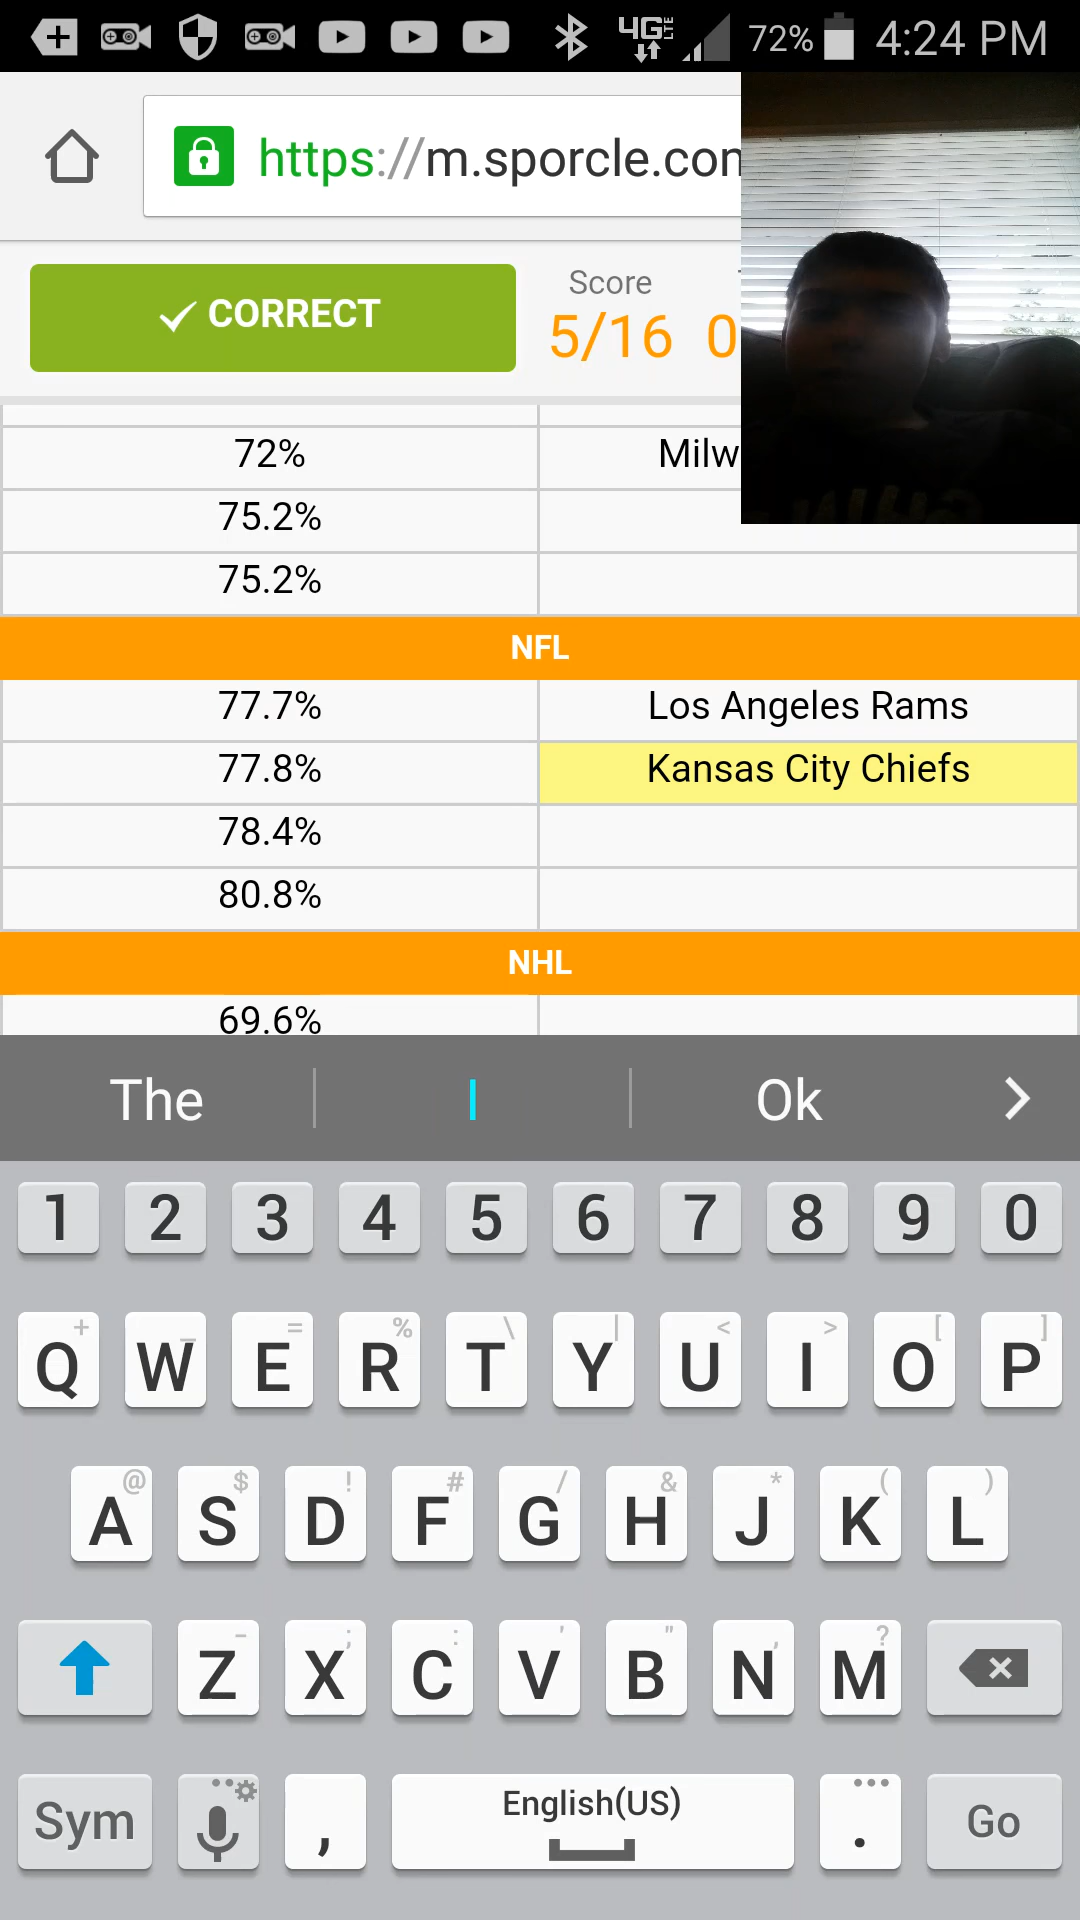 72% 4:24 PM
https://m.sporcle.com
✓ CORRECT
Score
5/16 0
72% Milw
75.2%
75.2%
NFL
77.7% Los Angeles Rams
77.8% Kansas City Chiefs
78.4%
80.8%
NHL
69.6%
The I Ok
1 2 3 4 5 6 7 8 9 0
Q W E R T Y U I O P
A S D F G H J K L
Z X C V B N M
Sym , English(US) . Go